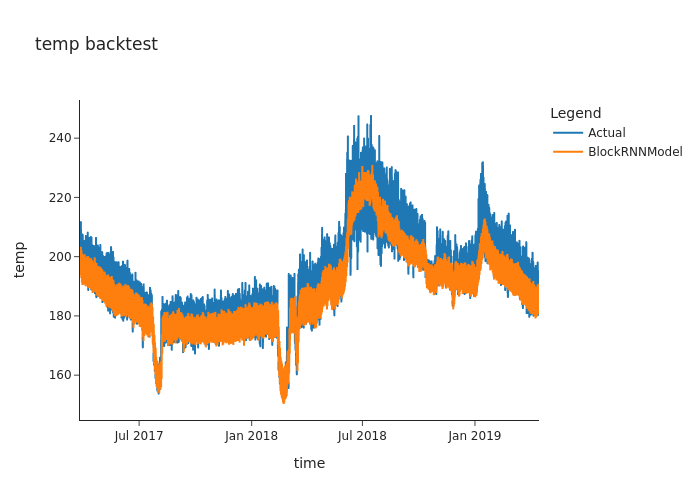 temp backtest
Legend
Actual
BlockRNNModel
240
220
200
180
160
temp
Jul 2017
Jan 2018
Jul 2018
Jan 2019
time